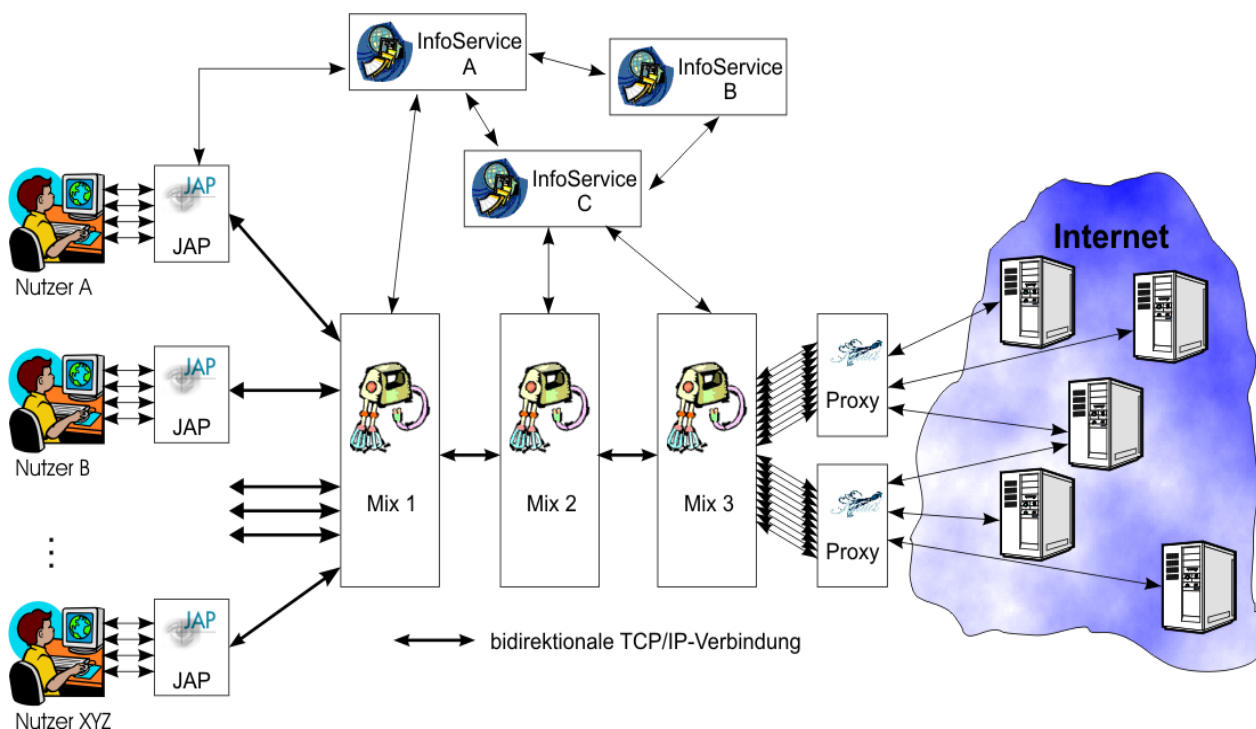 InfoService
A
InfoService
B
InfoService
C
JAP
JAP
Nutzer A
JAP
JAP
Nutzer B
JAP
JAP
Nutzer XYZ
Mix 1
Mix 2
Mix 3
Proxy
Proxy
Internet
bidirektionale TCP/IP-Verbindung